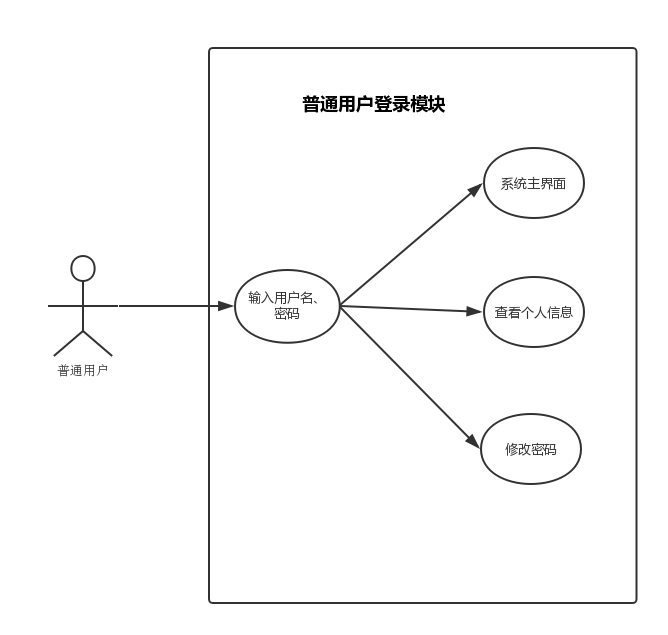 普通用户登录模块
系统主界面
输入用户名、
密码
查看个人信息
普通用户
修改密码